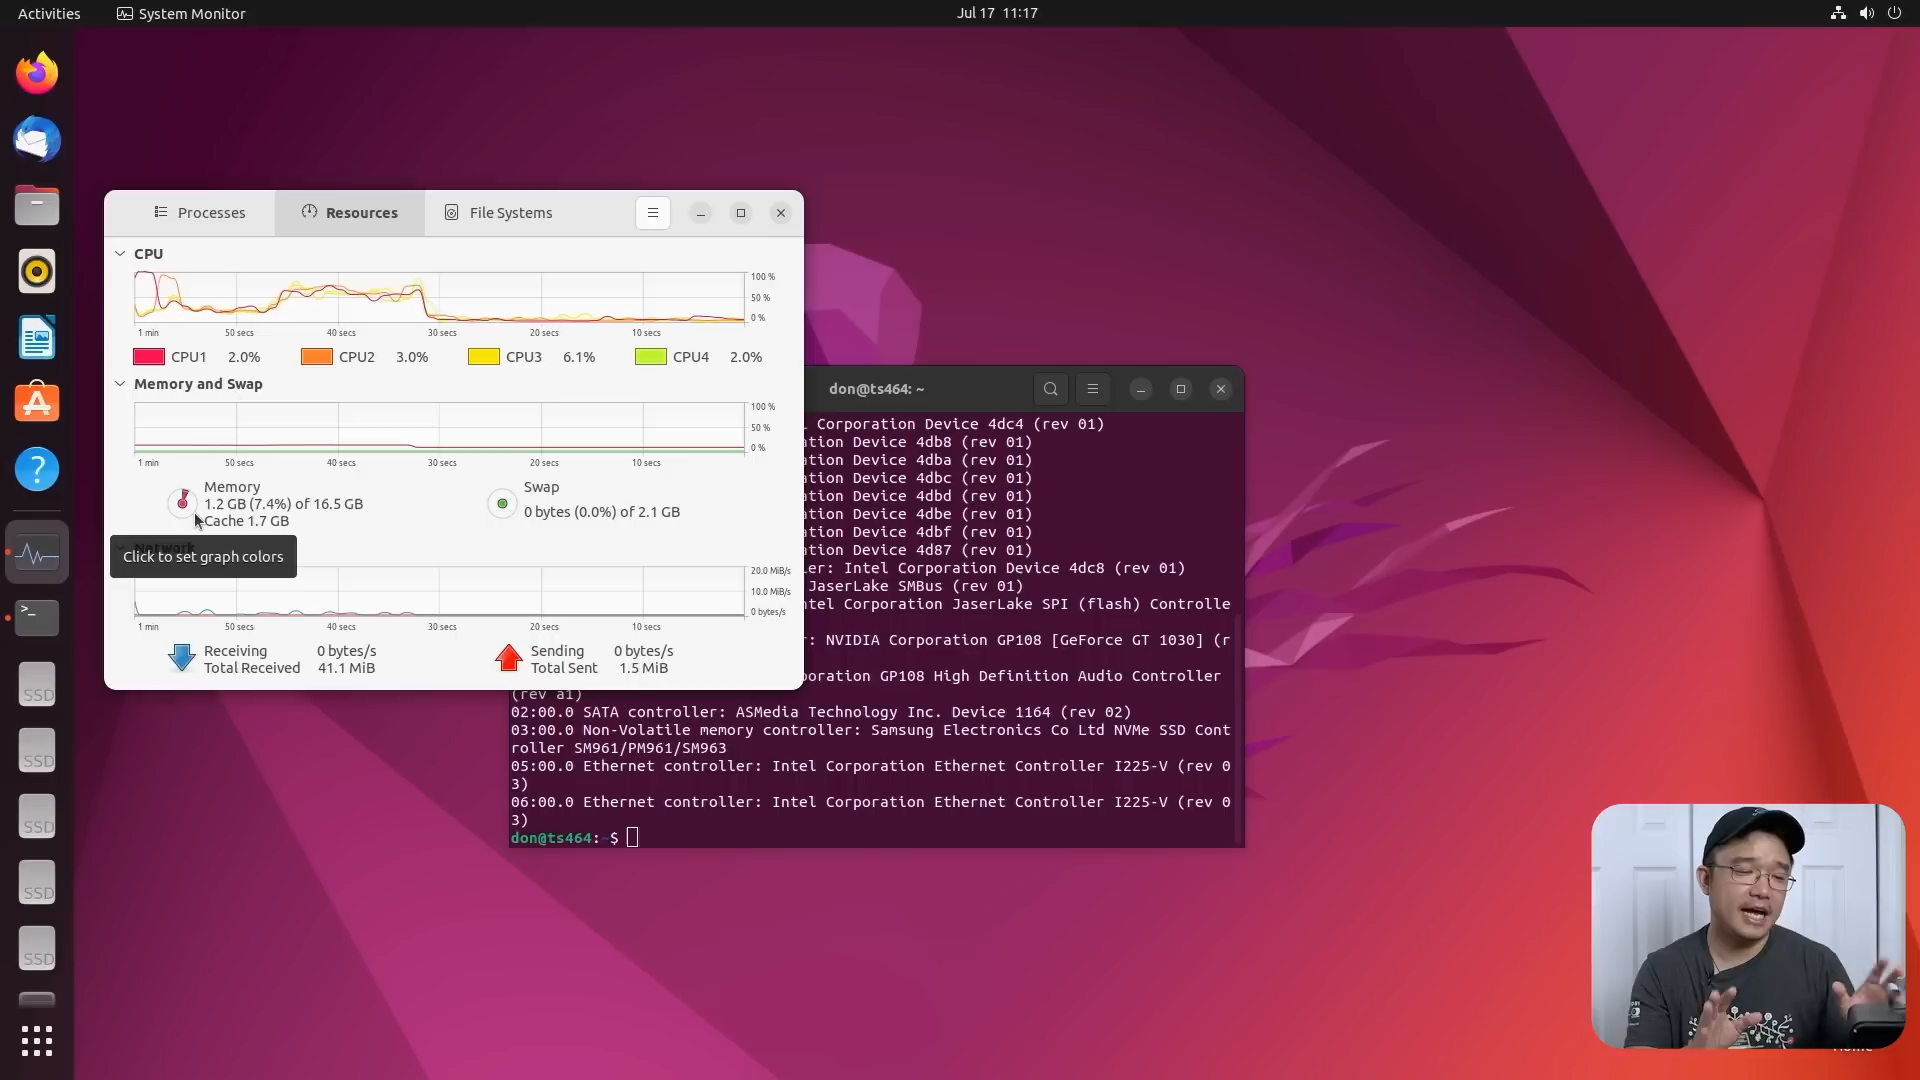 Activities
System Monitor
Jul 17 11:17
Processes
Resources
File Systems
CPU
100 %
50 %
0 %
1 min 50 secs 40 secs 30 secs 20 secs 10 secs
CPU1 2.0% CPU2 3.0% CPU3 6.1% CPU4 2.0%
Memory and Swap
100 %
50 %
0 %
1 min 50 secs 40 secs 30 secs 20 secs 10 secs
Memory
1.2 GB (7.4%) of 16.5 GB
Cache 1.7 GB
Swap
0 bytes (0.0%) of 2.1 GB
Network
Click to set graph colors
20.0 MiB/s
10.0 MiB/s
0 bytes/s
1 min 50 secs 40 secs 30 secs 20 secs 10 secs
Receiving 0 bytes/s
Total Received 41.1 MiB
Sending 0 bytes/s
Total Sent 1.5 MiB
don@ts464: ~
Corporation Device 4dc4 (rev 01)
ation Device 4db8 (rev 01)
ation Device 4dba (rev 01)
ation Device 4dbc (rev 01)
ation Device 4dbd (rev 01)
ation Device 4dbe (rev 01)
ation Device 4dbf (rev 01)
ation Device 4d87 (rev 01)
er: Intel Corporation Device 4dc8 (rev 01)
JaserLake SMBus (rev 01)
ntel Corporation JaserLake SPI (flash) Controlle
r: NVIDIA Corporation GP108 [GeForce GT 1030] (r
poration GP108 High Definition Audio Controller
(rev a1)
02:00.0 SATA controller: ASMedia Technology Inc. Device 1164 (rev 02)
03:00.0 Non-Volatile memory controller: Samsung Electronics Co Ltd NVMe SSD Cont
roller SM961/PM961/SM963
05:00.0 Ethernet controller: Intel Corporation Ethernet Controller I225-V (rev 0
3)
06:00.0 Ethernet controller: Intel Corporation Ethernet Controller I225-V (rev 0
3)
don@ts464:~$
SSD
SSD
SSD
SSD
SSD
Home